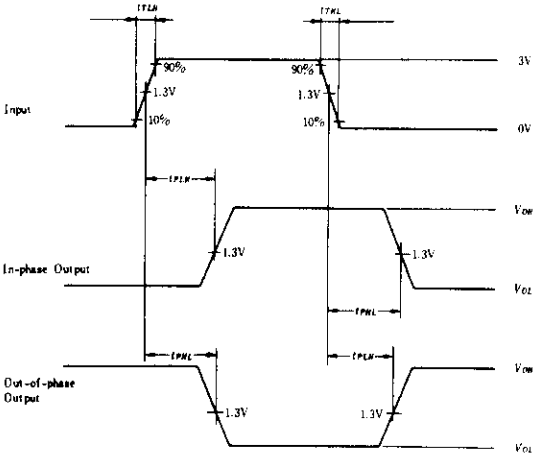 tTLH
tTHL
90%
90%
3V
1.3V
1.3V
Input
10%
10%
0V
tPLH
VOH
1.3V
1.3V
In-phase Output
VOL
tPHL
tPHL
tPLH
VOH
Out-of-phase
Output
1.3V
1.3V
VOL